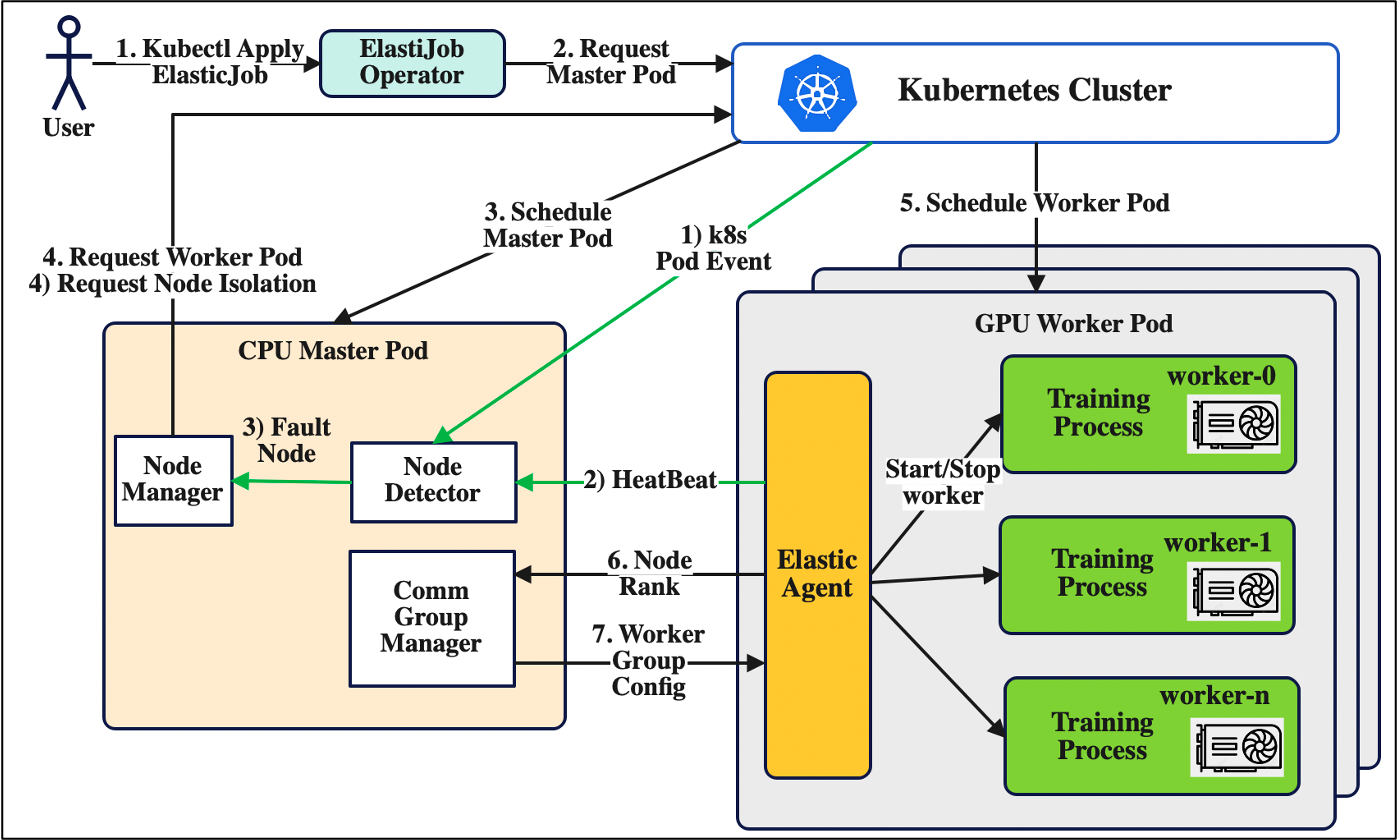 1. Kubectl Apply
ElasticJob
ElastiJob
Operator
2. Request
Master Pod
Kubernetes Cluster
User
3. Schedule
Master Pod
1) k8s
Pod Event
5. Schedule Worker Pod
4. Request Worker Pod
4) Request Node Isolation
CPU Master Pod
GPU Worker Pod
3) Fault
Node
Node
Manager
Node
Detector
2) HeatBeat
Comm
Group
Manager
6. Node
Rank
7. Worker
Group
Config
Elastic
Agent
Start/Stop
worker
worker-0
Training
Process
worker-1
Training
Process
worker-n
Training
Process